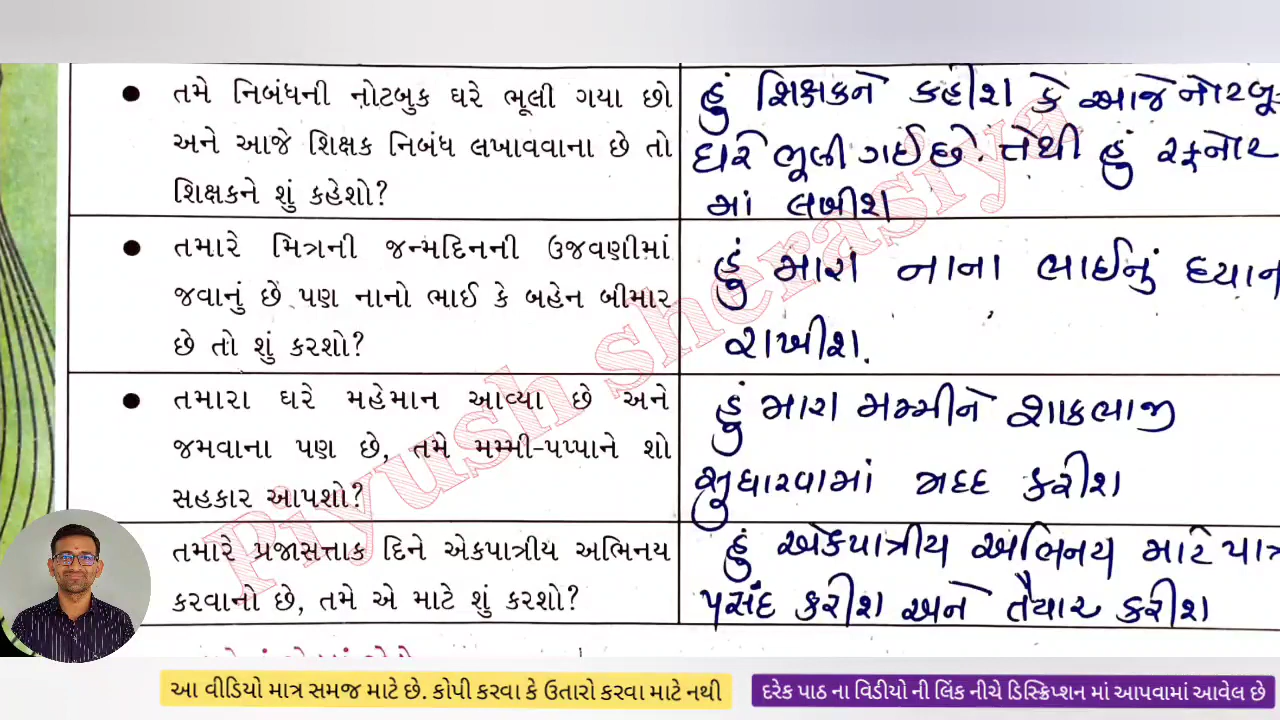 તમે નિબંધની નોટબુક ઘરે ભૂલી ગયા છો
અને આજે શિક્ષક નિબંધ લખાવવાના છે તો
શિક્ષકને શું કહેશો?
હું શિક્ષકને કહીશ કે આજે નોટબૂ
ઘરે ભૂલી ગઈ છે. તેથી હું રફનોટ
માં લખીશ
તમારે મિત્રની જન્મદિનની ઉજવણીમાં
જવાનું છે પણ નાનો ભાઈ કે બહેન બીમાર
છે તો શું કરશો?
હું મારાં નાના ભાઈનું ધ્યાન
રાખીશ.
તમારા ઘરે મહેમાન આવ્યા છે અને
જમવાના પણ છે, તમે મમ્મી-પપ્પાને શો
સહકાર આપશો?
હું મારા મમ્મીને શાકભાજી
સુધારવામાં મદદ કરીશ
તમારે પ્રજાસત્તાક દિને એકપાત્રીય અભિનય
કરવાનો છે, તમે એ માટે શું કરશો?
હું એકપાત્રીય અભિનય માટે પાત્ર
પસંદ કરીશ અને તૈયાર કરીશ
Piyush sherasiya
આ વીડિયો માત્ર સમજ માટે છે. કોપી કરવા કે ઉતારો કરવા માટે નથી
દરેક પાઠ ના વિડીયો ની લિંક નીચે ડિસ્ક્રિપ્શન માં આપવામાં આવેલ છે